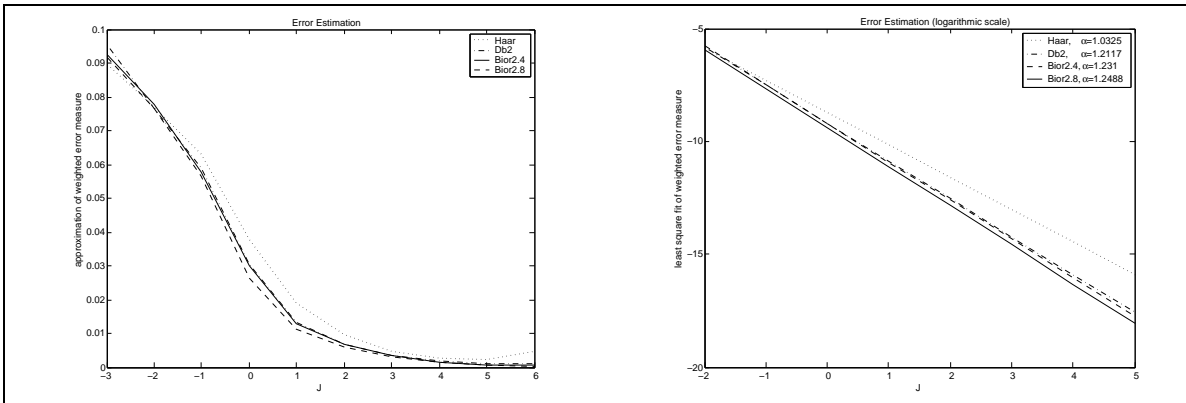 Error Estimation
Haar
Db2
Bior2.4
Bior2.8
0.1
0.09
0.08
0.07
0.06
0.05
0.04
0.03
0.02
0.01
0
approximation of weighted error measure
−3 −2 −1 0 1 2 3 4 5 6
J
Error Estimation (logarithmic scale)
Haar, α=1.0325
Db2, α=1.2117
Bior2.4, α=1.231
Bior2.8, α=1.2488
−5
−10
−15
−20
least square fit of weighted error measure
−2 −1 0 1 2 3 4 5
J